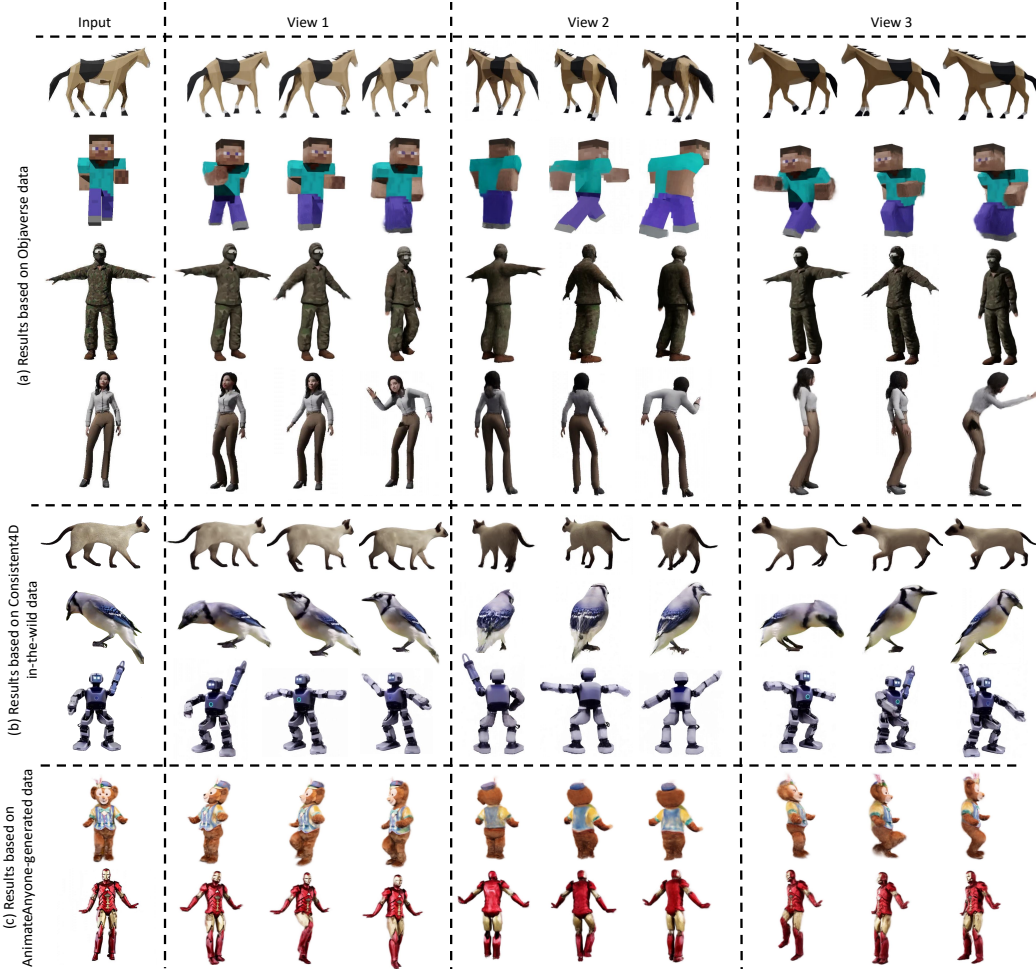 Input
View 1
View 2
View 3
(a) Results based on Objaverse data
(b) Results based on Consistent4D
in-the-wild data
(c) Results based on
AnimateAnyone-generated data